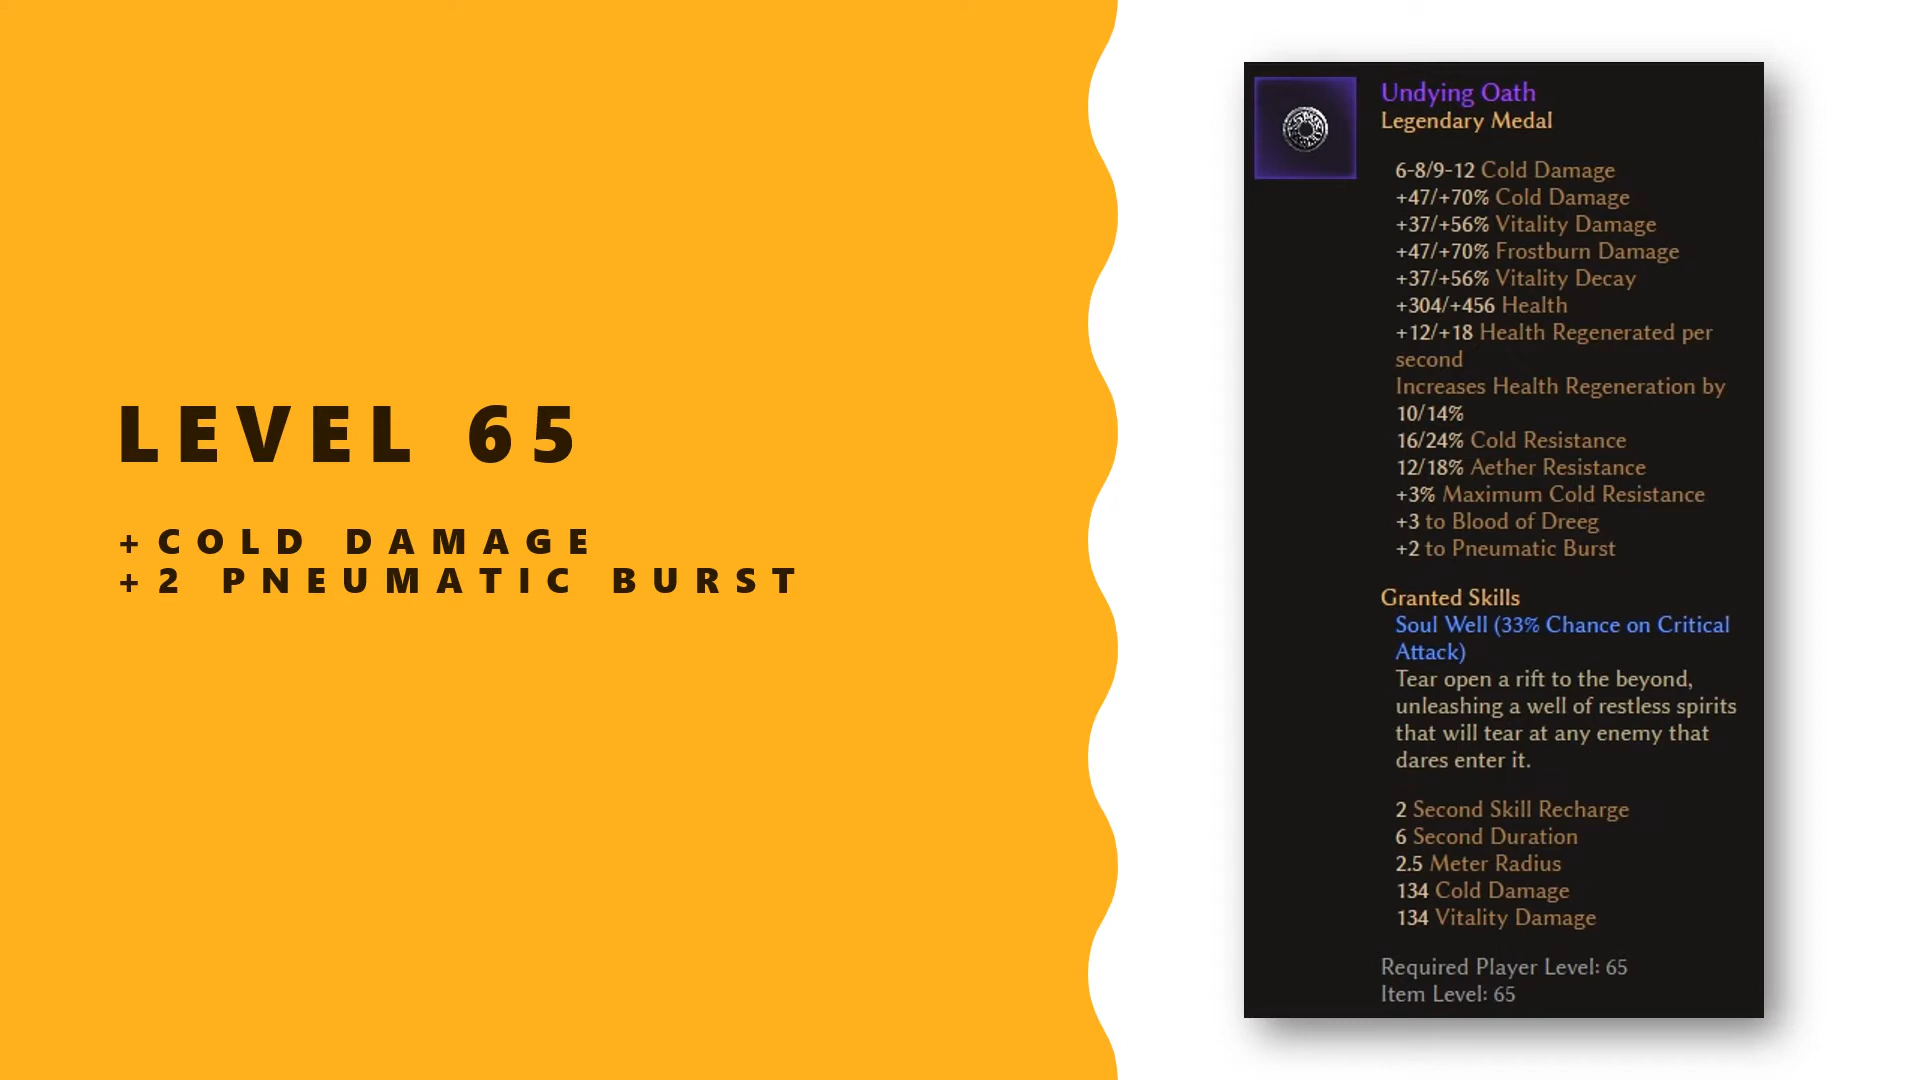 LEVEL 65
+COLD DAMAGE
+2 PNEUMATIC BURST
Undying Oath
Legendary Medal
6-8/9-12 Cold Damage
+47/+70% Cold Damage
+37/+56% Vitality Damage
+47/+70% Frostburn Damage
+37/+56% Vitality Decay
+304/+456 Health
+12/+18 Health Regenerated per
second
Increases Health Regeneration by
10/14%
16/24% Cold Resistance
12/18% Aether Resistance
+3% Maximum Cold Resistance
+3 to Blood of Dreeg
+2 to Pneumatic Burst
Granted Skills
Soul Well (33% Chance on Critical
Attack)
Tear open a rift to the beyond,
unleashing a well of restless spirits
that will tear at any enemy that
dares enter it.
2 Second Skill Recharge
6 Second Duration
2.5 Meter Radius
134 Cold Damage
134 Vitality Damage
Required Player Level: 65
Item Level: 65